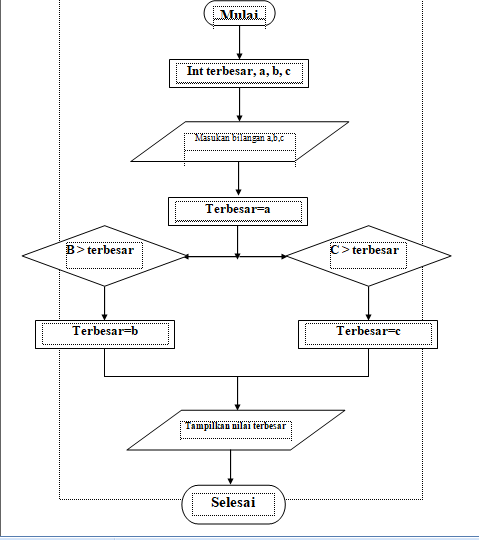 Mulai
Int terbesar, a, b, c
Masukan bilangan a,b,c
Terbesar=a
B > terbesar
C > terbesar
Terbesar=b
Terbesar=c
Tampilkan nilai terbesar
Selesai